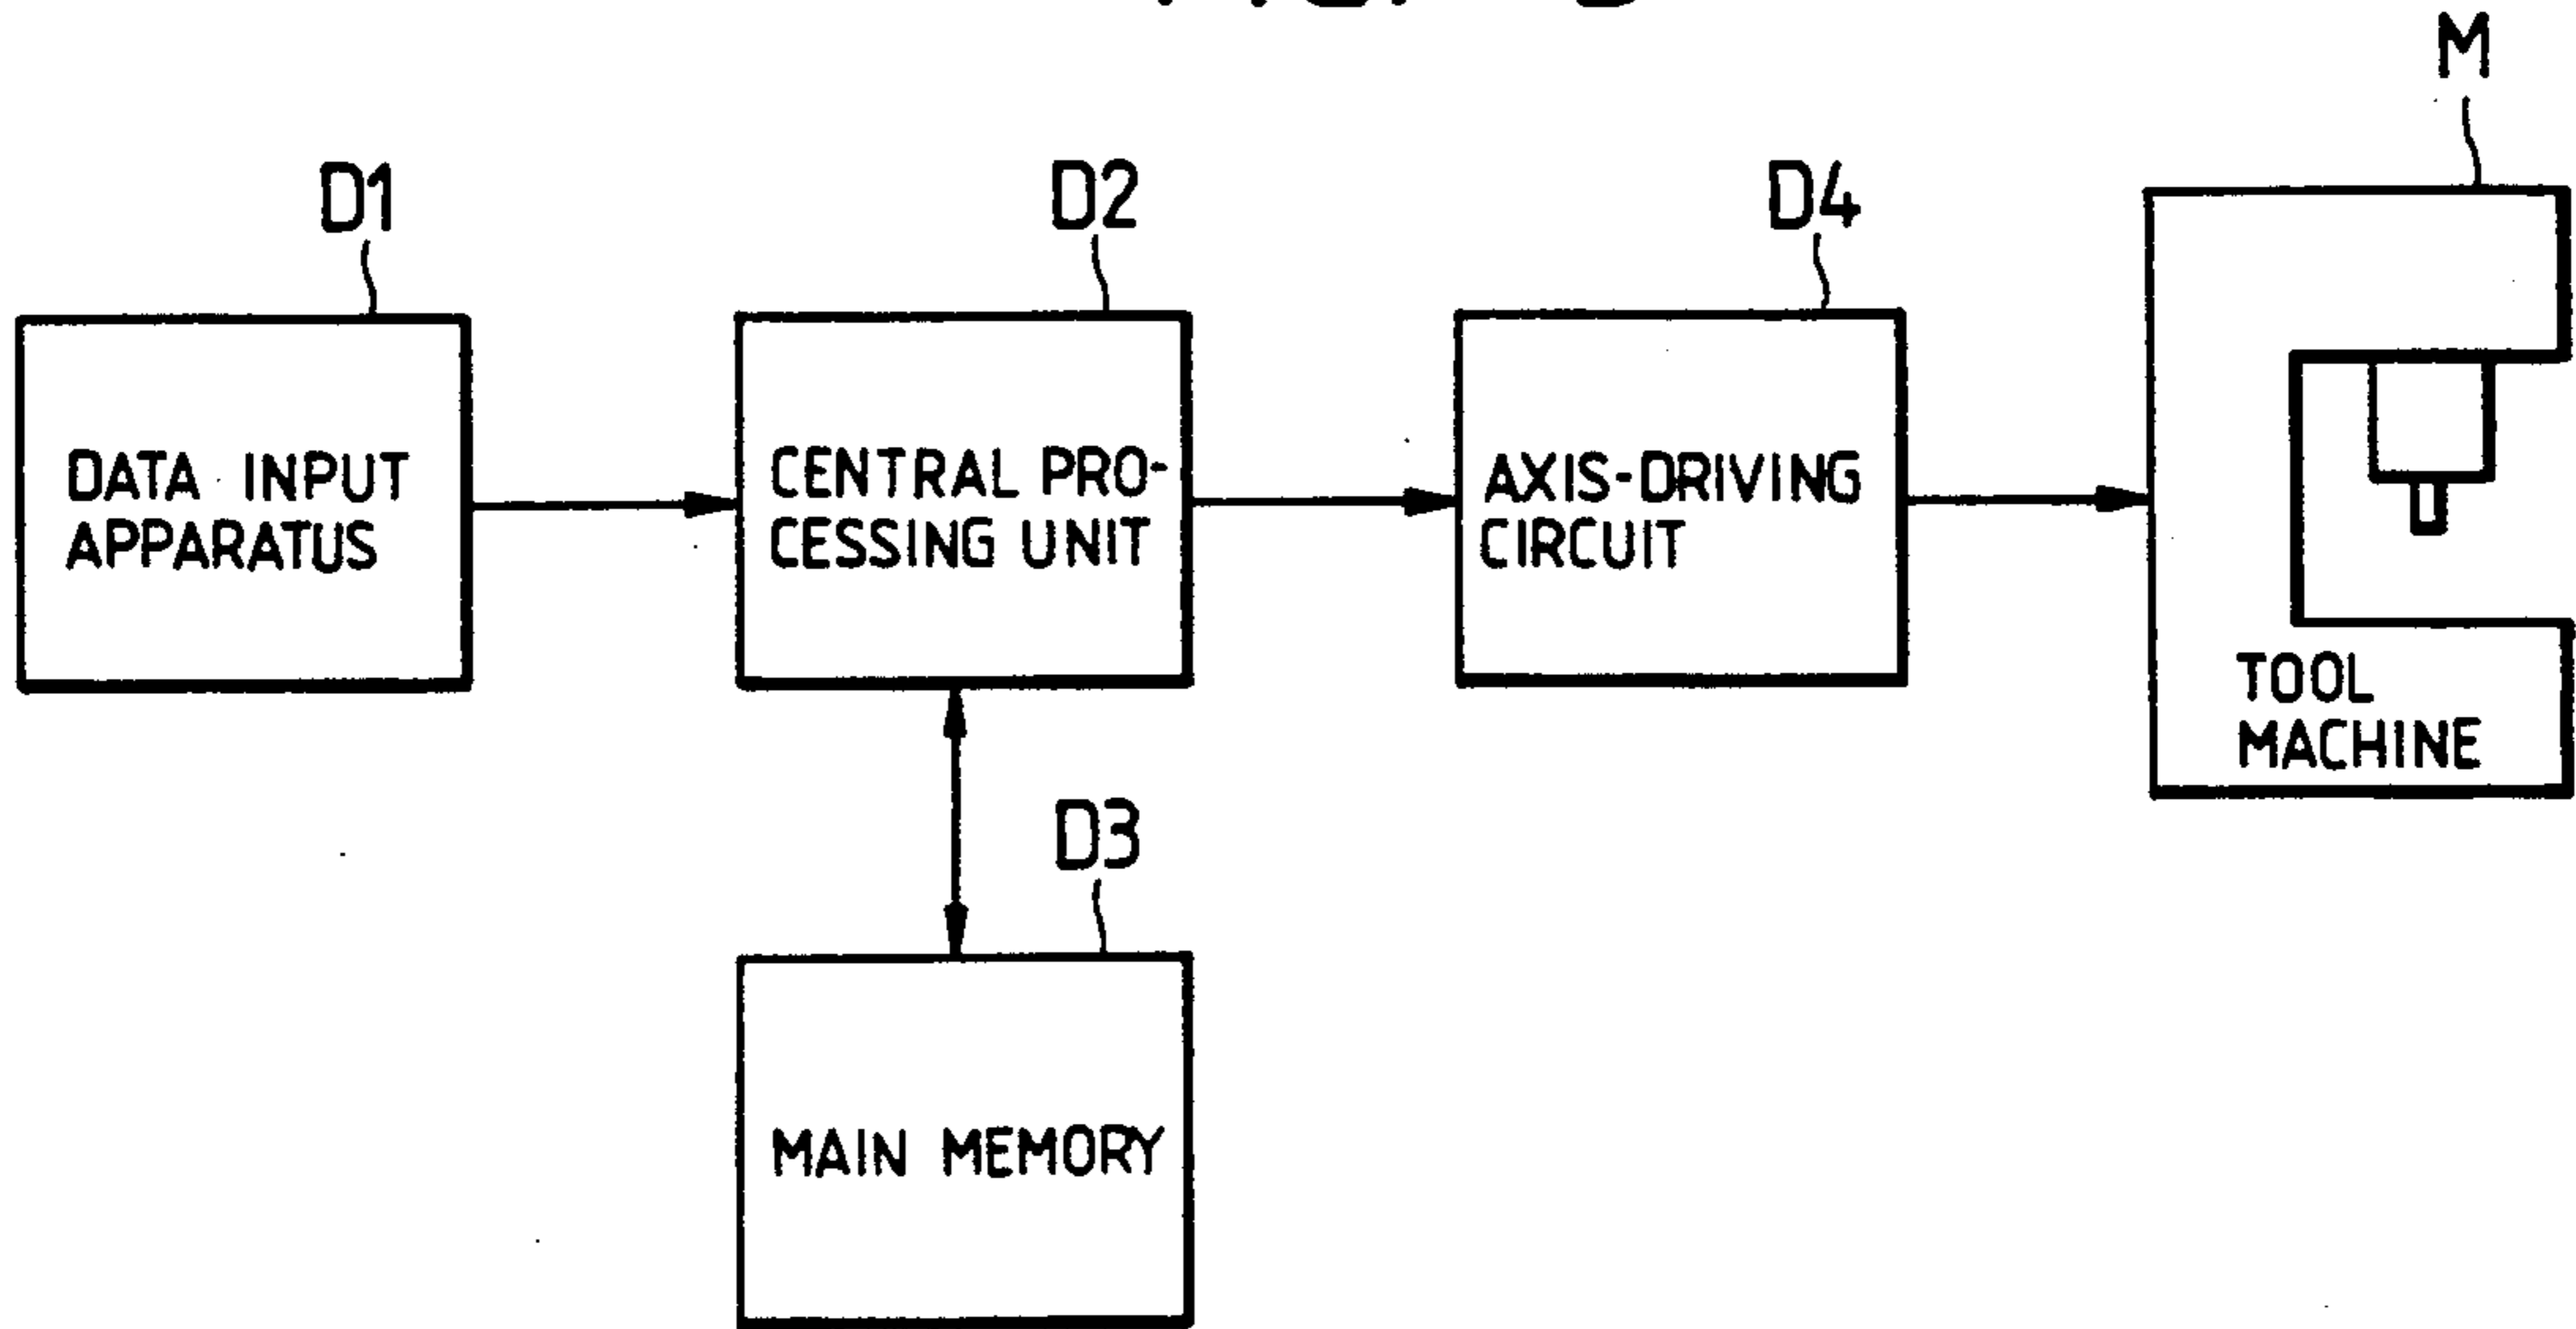 M
D1
D2
D4
DATA INPUT
APPARATUS
CENTRAL PRO-
CESSING UNIT
AXIS-DRIVING
CIRCUIT
TOOL
MACHINE
D3
MAIN MEMORY